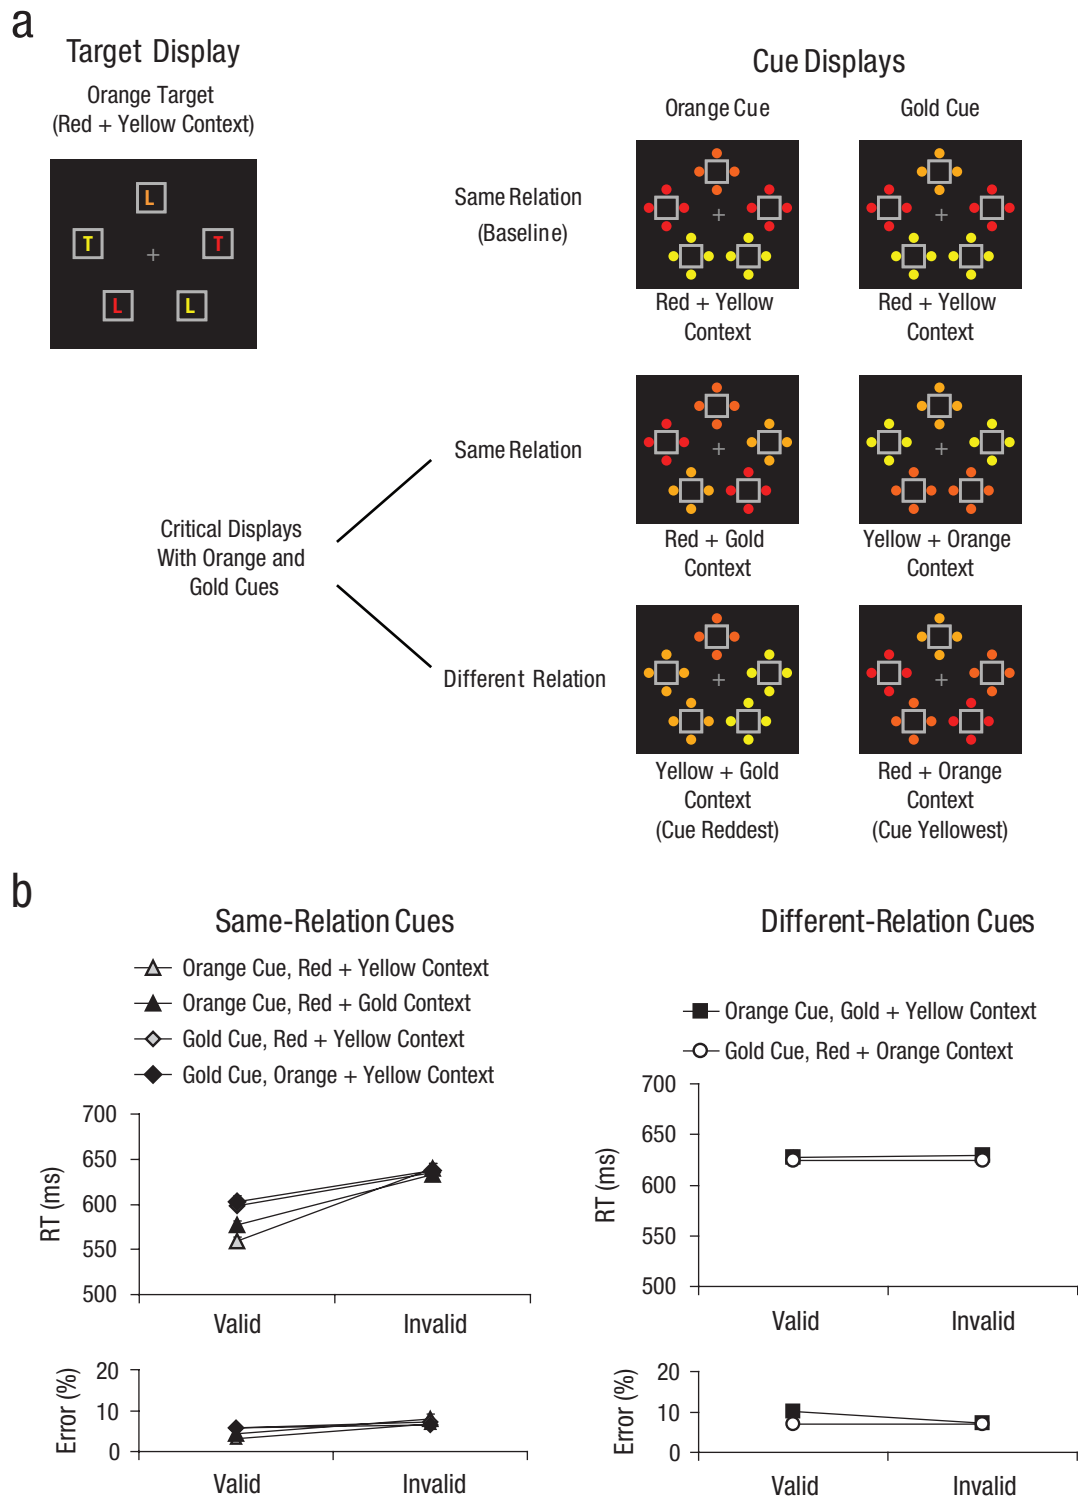 a
Target Display
Orange Target
(Red + Yellow Context)
L
T
T
L
L
+
Cue Displays
Orange Cue
Gold Cue
Same Relation
(Baseline)
+
+
Red + Yellow
Context
Red + Yellow
Context
Critical Displays
With Orange and
Gold Cues
Same Relation
+
+
Red + Gold
Context
Yellow + Orange
Context
Different Relation
+
+
Yellow + Gold
Context
(Cue Reddest)
Red + Orange
Context
(Cue Yellowest)
b
Same-Relation Cues
Orange Cue, Red + Yellow Context
Orange Cue, Red + Gold Context
Gold Cue, Red + Yellow Context
Gold Cue, Orange + Yellow Context
700
650
600
550
500
RT (ms)
Valid
Invalid
20
10
0
Error (%)
Valid
Invalid
Different-Relation Cues
Orange Cue, Gold + Yellow Context
Gold Cue, Red + Orange Context
700
650
600
550
500
RT (ms)
Valid
Invalid
20
10
0
Error (%)
Valid
Invalid